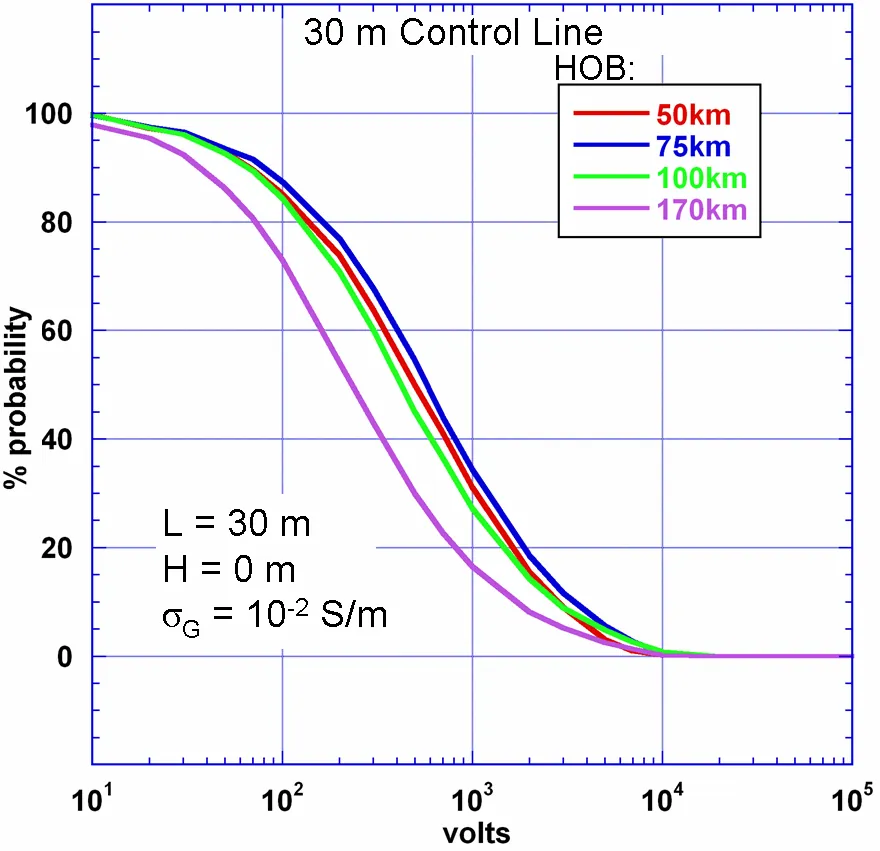 30 m Control Line
HOB:
50km
75km
100km
170km
100
80
60
40
20
0
% probability
L = 30 m
H = 0 m
σG = 10-2 S/m
101 102 103 104 105
volts